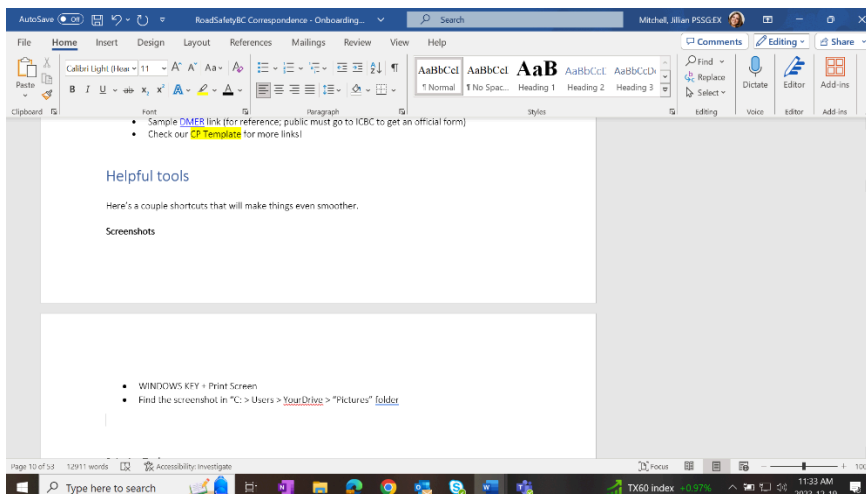 AutoSave Off RoadSafetyBC Correspondence - Onboarding... Search Mitchell, Jillian PSSG:EX
File Home Insert Design Layout References Mailings Review View Help Comments Editing Share
Paste Calibri Light (Hea 11 A A Aa A
B I U ab x, x² A A
AaBbCcI AaBbCcI AaB AaBbCcE AaBbCcD
¶ Normal ¶ No Spac... Heading 1 Heading 2 Heading 3
Find
Replace
Select
Dictate Editor Add-ins
Clipboard Font Paragraph Styles Editing Voice Editor Add-ins
• Sample DMER link (for reference; public must go to ICBC to get an official form)
• Check our CP Template for more links!
Helpful tools
Here's a couple shortcuts that will make things even smoother.
Screenshots
• WINDOWS KEY + Print Screen
• Find the screenshot in "C: > Users > YourDrive > "Pictures" folder
Page 10 of 53 12911 words Accessibility: Investigate Focus 100
Type here to search TX60 index +0.97% 11:33 AM